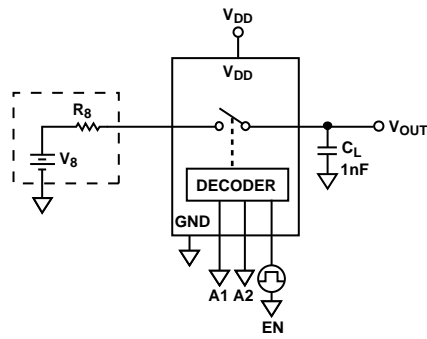 VDD
VDD
R8
V8
VOUT
CL
1nF
DECODER
GND
A1 A2
EN